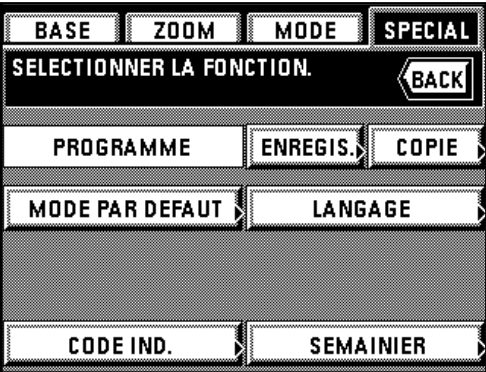 BASE ZOOM MODE SPECIAL
SELECTIONNER LA FONCTION.
BACK
PROGRAMME ENREGIS. COPIE
MODE PAR DEFAUT LANGAGE
CODE IND. SEMAINIER